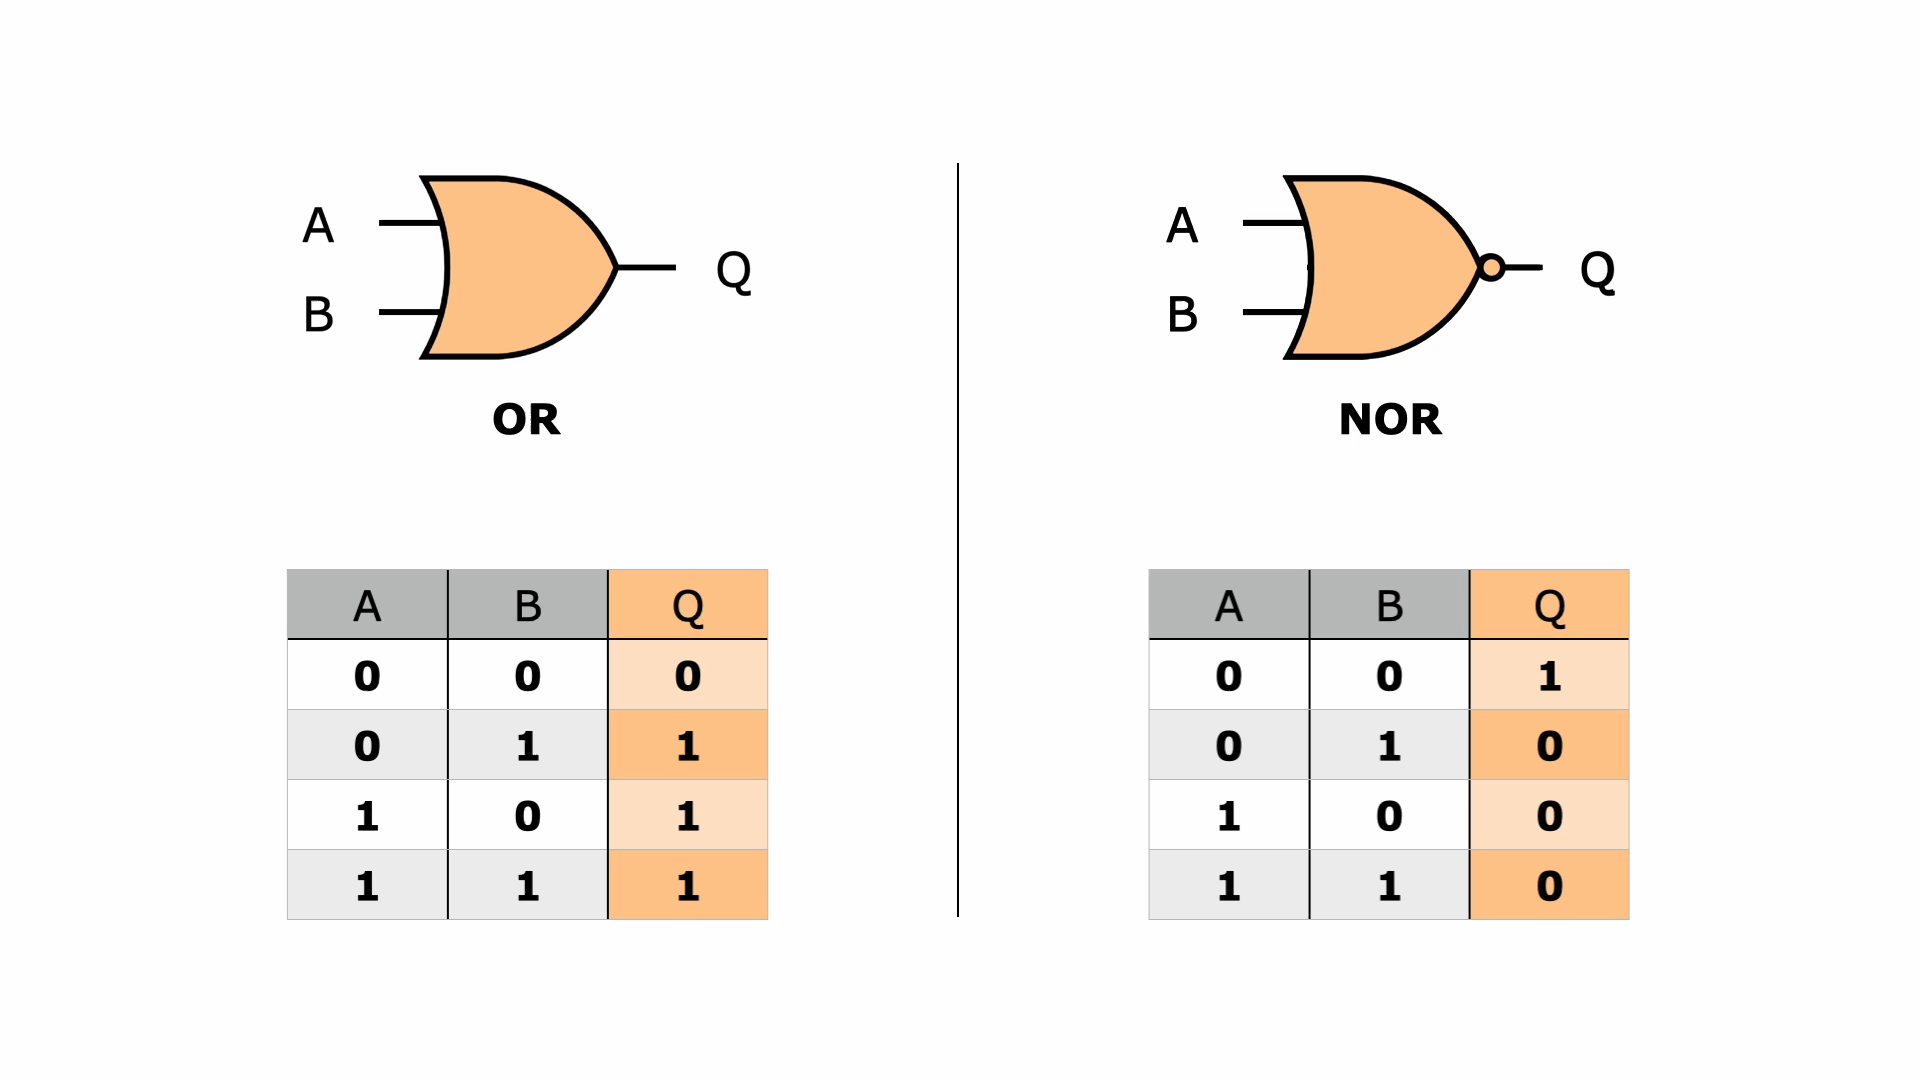 A
B
Q
OR
A B Q
0 0 0
0 1 1
1 0 1
1 1 1
A
B
Q
NOR
A B Q
0 0 1
0 1 0
1 0 0
1 1 0